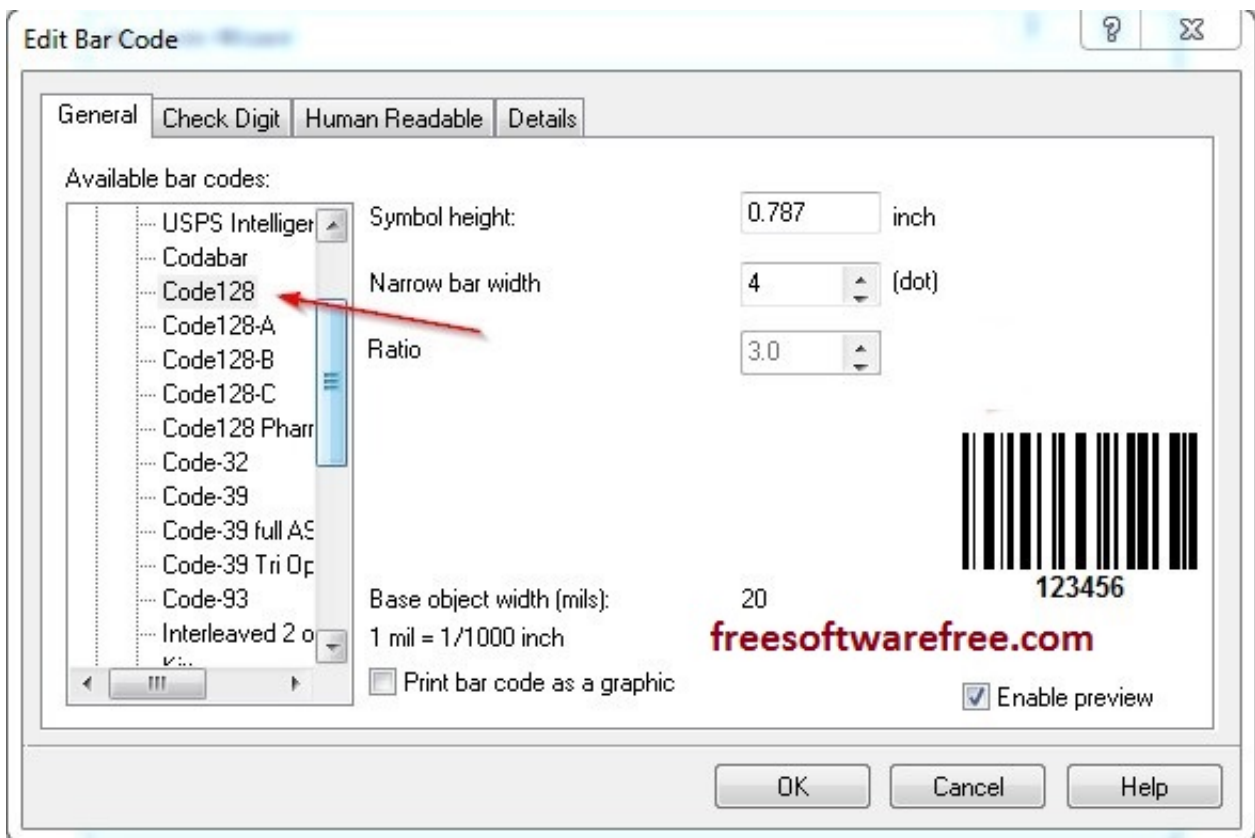 Edit Bar Code
General Check Digit Human Readable Details
Available bar codes:
USPS Intelliger
Codabar
Code128
Code128-A
Code128-B
Code128-C
Code128 Pharr
Code-32
Code-39
Code-39 full AS
Code-39 Tri Op
Code-93
Interleaved 2 o
Symbol height: 0.787 inch
Narrow bar width 4 (dot)
Ratio 3.0
123456
Base object width (mils): 20
1 mil = 1/1000 inch
freesoftwarefree.com
Print bar code as a graphic
Enable preview
OK Cancel Help